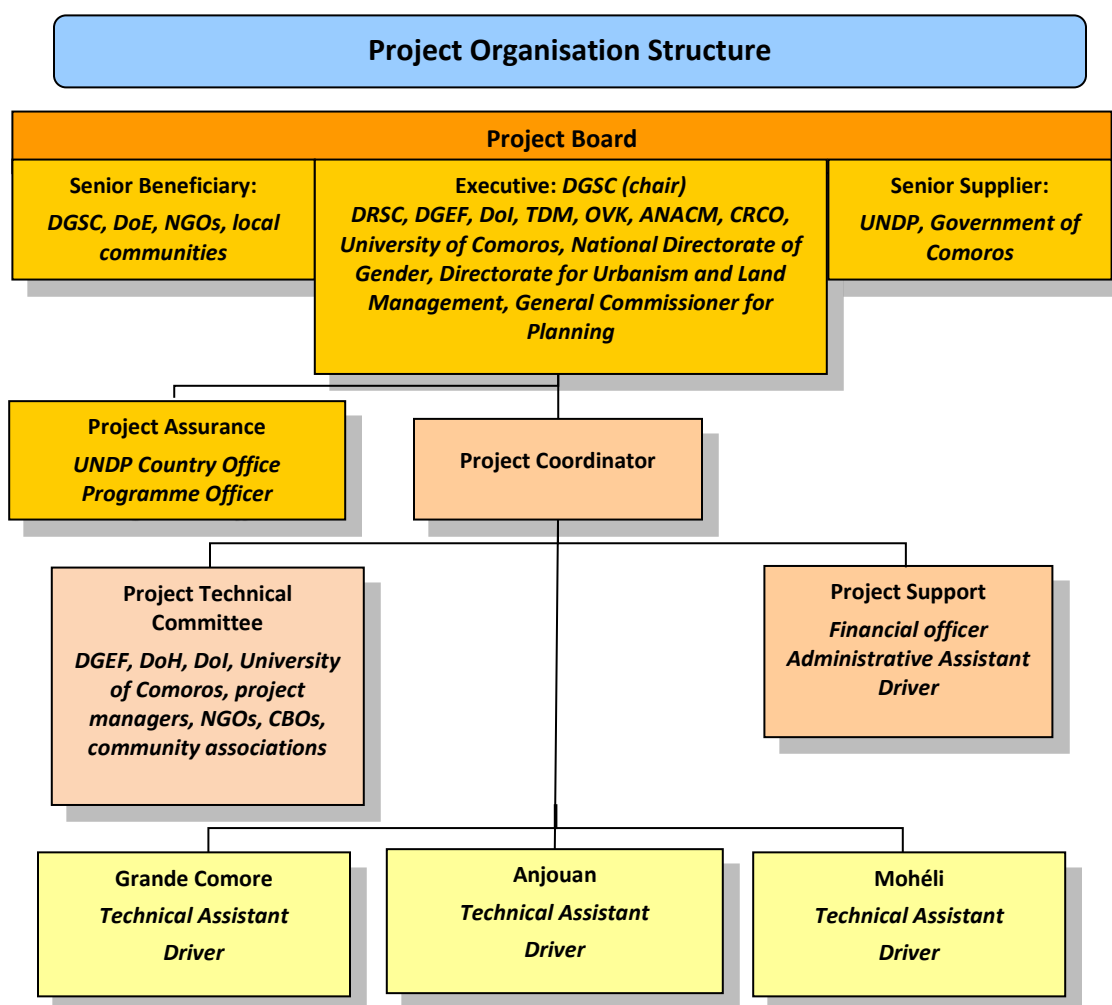 Project Organisation Structure
Project Board
Senior Beneficiary:
DGSC, DoE, NGOs, local
communities
Executive: DGSC (chair)
DRSC, DGEF, DoI, TDM, OVK, ANACM, CRCO,
University of Comoros, National Directorate of
Gender, Directorate for Urbanism and Land
Management, General Commissioner for
Planning
Senior Supplier:
UNDP, Government of
Comoros
Project Assurance
UNDP Country Office
Programme Officer
Project Coordinator
Project Technical
Committee
DGEF, DoH, DoI, University
of Comoros, project
managers, NGOs, CBOs,
community associations
Project Support
Financial officer
Administrative Assistant
Driver
Grande Comore
Technical Assistant
Driver
Anjouan
Technical Assistant
Driver
Mohéli
Technical Assistant
Driver